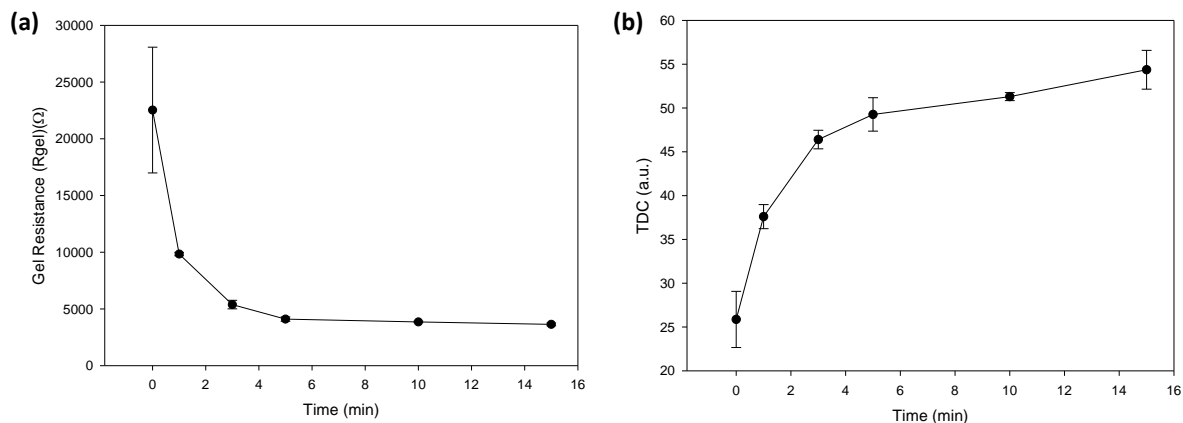 (a)
30000
25000
20000
15000
10000
5000
0
Gel Resistance (Rgel)(Ω)
0 2 4 6 8 10 12 14 16
Time (min)
(b)
60
55
50
45
40
35
30
25
20
TDC (a.u.)
0 2 4 6 8 10 12 14 16
Time (min)